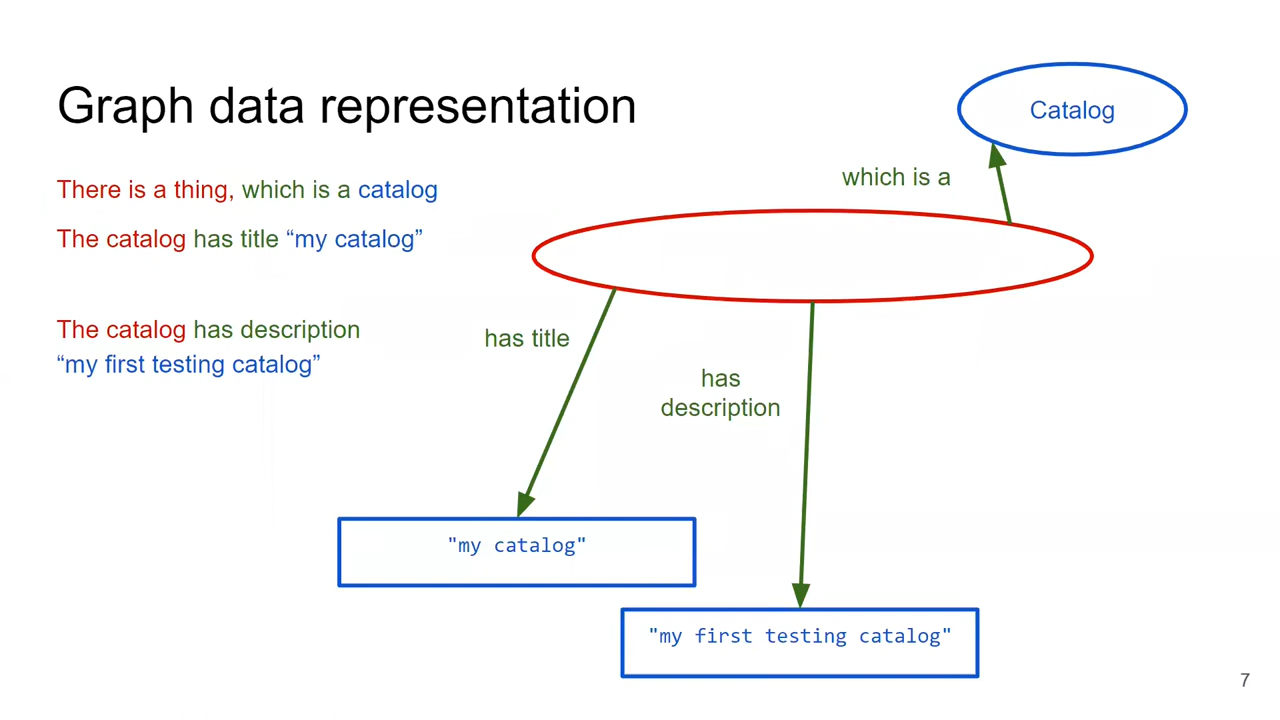 Graph data representation
There is a thing, which is a catalog
The catalog has title “my catalog”
The catalog has description
“my first testing catalog”
Catalog
which is a
has title
has
description
"my catalog"
"my first testing catalog"
7